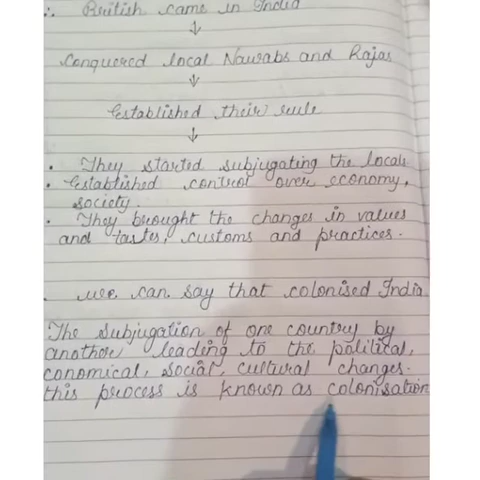 ∴ British came in India
↓
Conquered local Nawabs and Rajas
↓
Established their rule
↓
• They started subjugating the locals
• Established control over economy,
society.
• They brought the changes in values
and tastes, customs and practices.
• we can say that colonised India
The Subjugation of one country by
another leading to the political,
conomical, social, cultural changes.
this process is known as colonisation